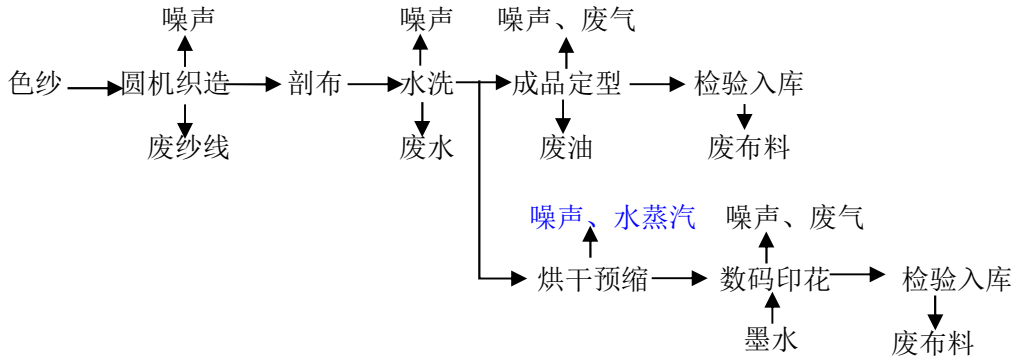 噪声 噪声 噪声、废气
色纱 圆机织造 剖布 水洗 成品定型 检验入库
废纱线 废水 废油 废布料
噪声、水蒸汽 噪声、废气
烘干预缩 数码印花 检验入库
墨水 废布料